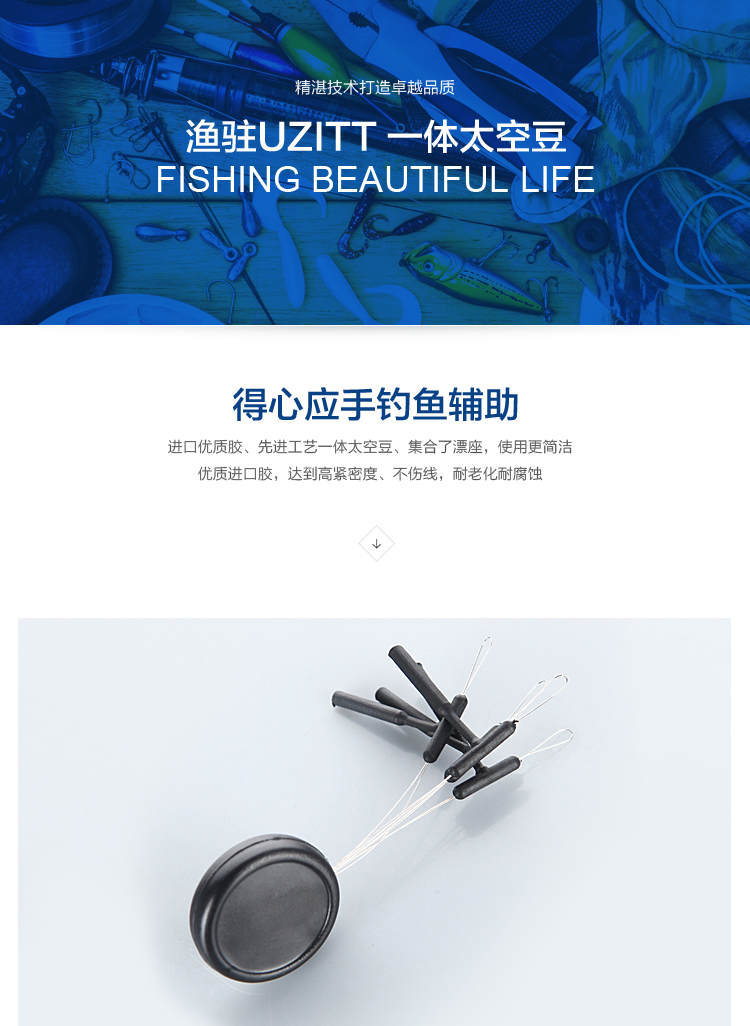 精湛技术打造卓越品质
渔驻UZITT 一体太空豆
FISHING BEAUTIFUL LIFE
得心应手钓鱼辅助
进口优质胶、先进工艺一体太空豆、集合了漂座，使用更简洁
优质进口胶，达到高紧密度、不伤线，耐老化耐腐蚀